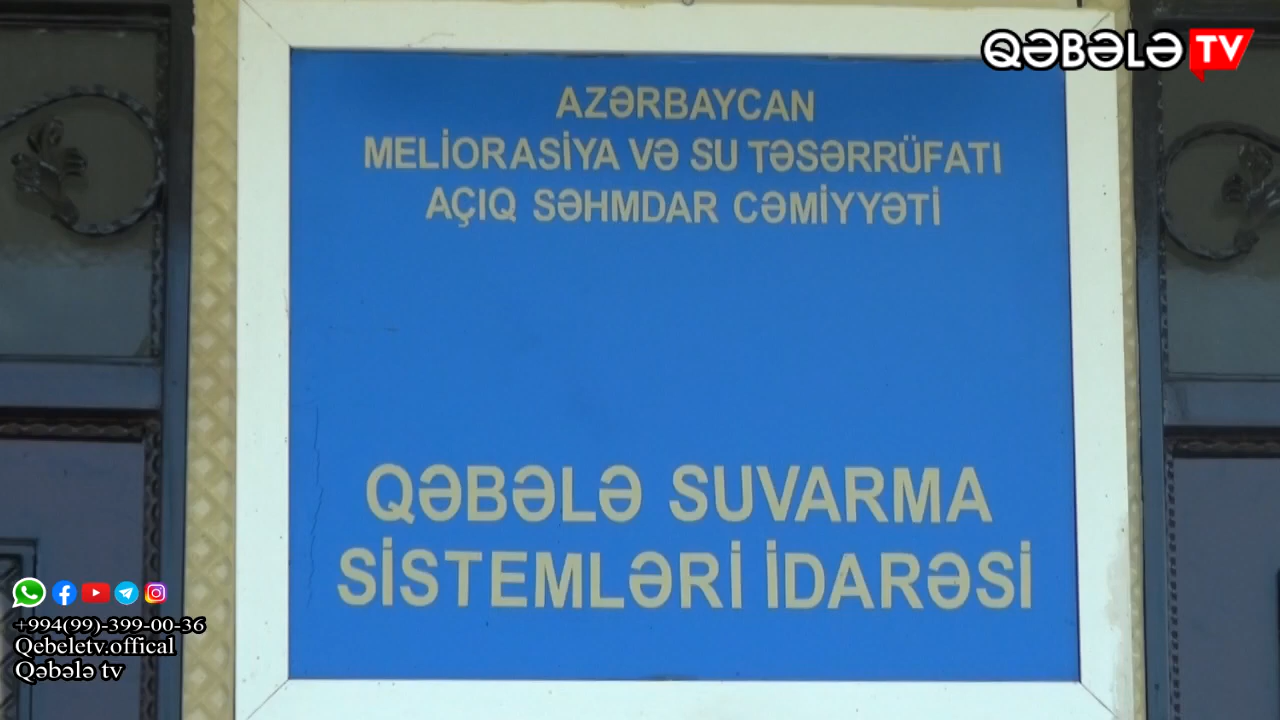 QƏBƏLƏ TV
AZƏRBAYCAN
MELİORASİYA VƏ SU TƏSƏRRÜFATI
AÇIQ SƏHMDAR CƏMİYYƏTİ
QƏBƏLƏ SUVARMA
SİSTEMLƏRİ İDARƏSİ
+994(99)-399-00-36
Qebeletv.offical
Qəbələ tv